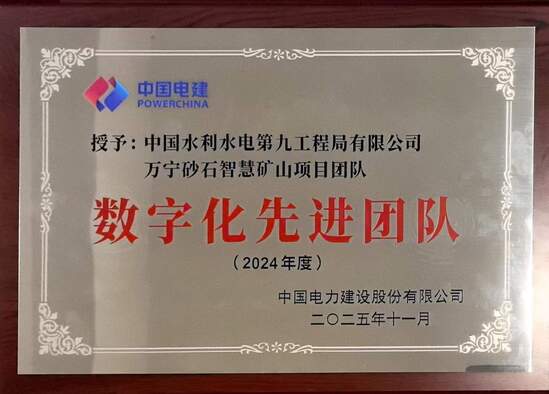 中国电建
POWERCHINA
授予：中国水利水电第九工程局有限公司
万宁砂石智慧矿山项目团队
数字化先进团队
（2024年度）
中国电力建设股份有限公司
二〇二五年十一月